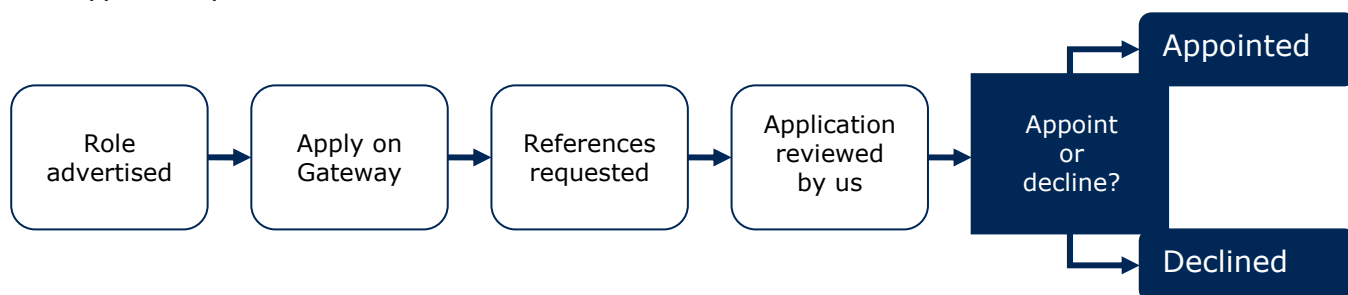 Role
advertised
Apply on
Gateway
References
requested
Application
reviewed
by us
Appoint
or
decline?
Appointed
Declined